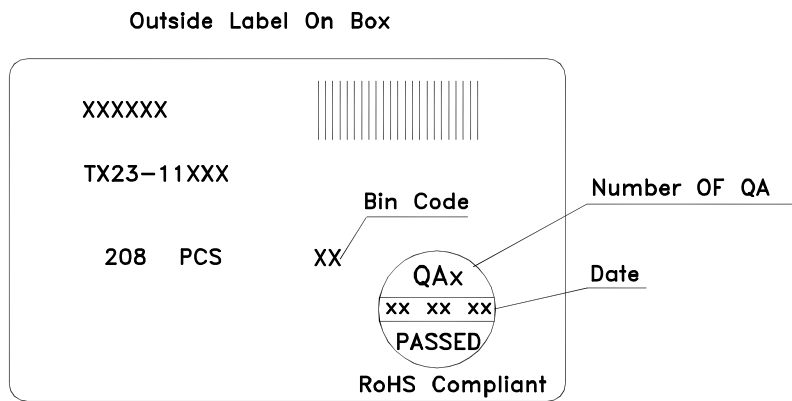 Outside Label On Box
XXXXXX
TX23-11XXX
Bin Code
Number OF QA
208 PCS XX
QAx
Date
xx xx xx
PASSED
RoHS Compliant